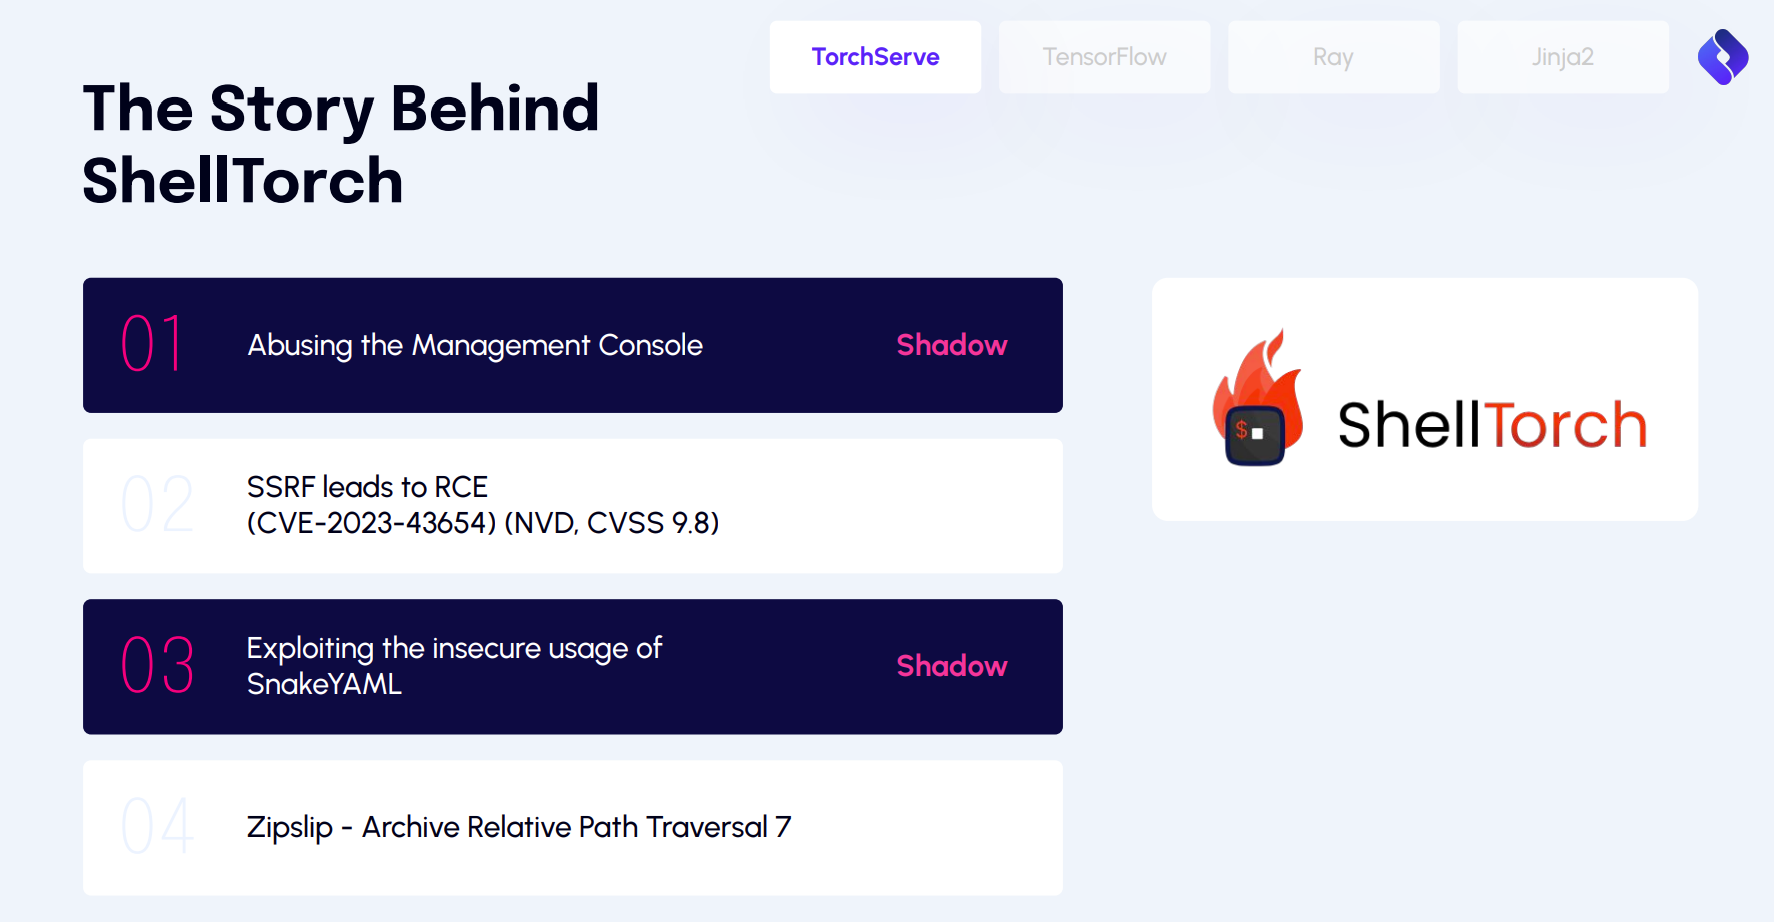 TorchServe
TensorFlow
Ray
Jinja2
The Story Behind
ShellTorch
01
Abusing the Management Console
Shadow
02
SSRF leads to RCE
(CVE-2023-43654) (NVD, CVSS 9.8)
03
Exploiting the insecure usage of
SnakeYAML
Shadow
04
Zipslip - Archive Relative Path Traversal 7
$
ShellTorch